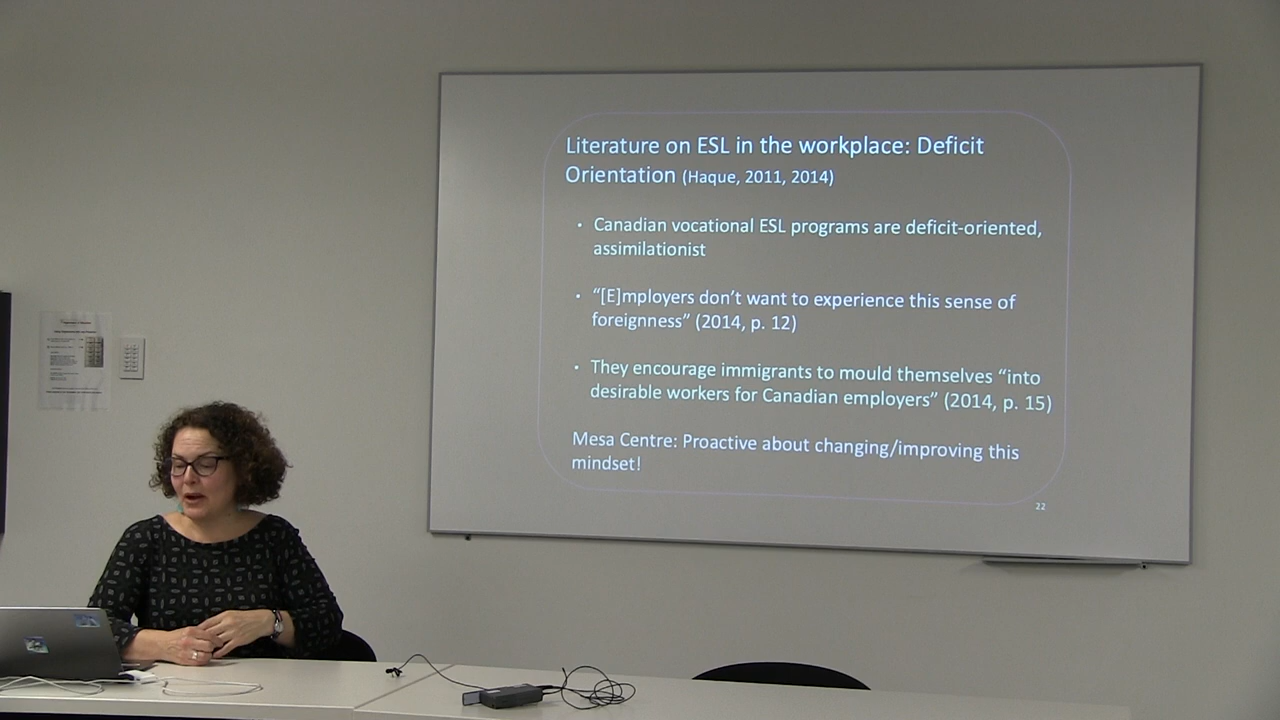 Literature on ESL in the workplace: Deficit
Orientation (Haque, 2011, 2014)
• Canadian vocational ESL programs are deficit-oriented,
assimilationist
• “[E]mployers don’t want to experience this sense of
foreignness” (2014, p. 12)
• They encourage immigrants to mould themselves “into
desirable workers for Canadian employers” (2014, p. 15)
Mesa Centre: Proactive about changing/improving this
mindset!
22